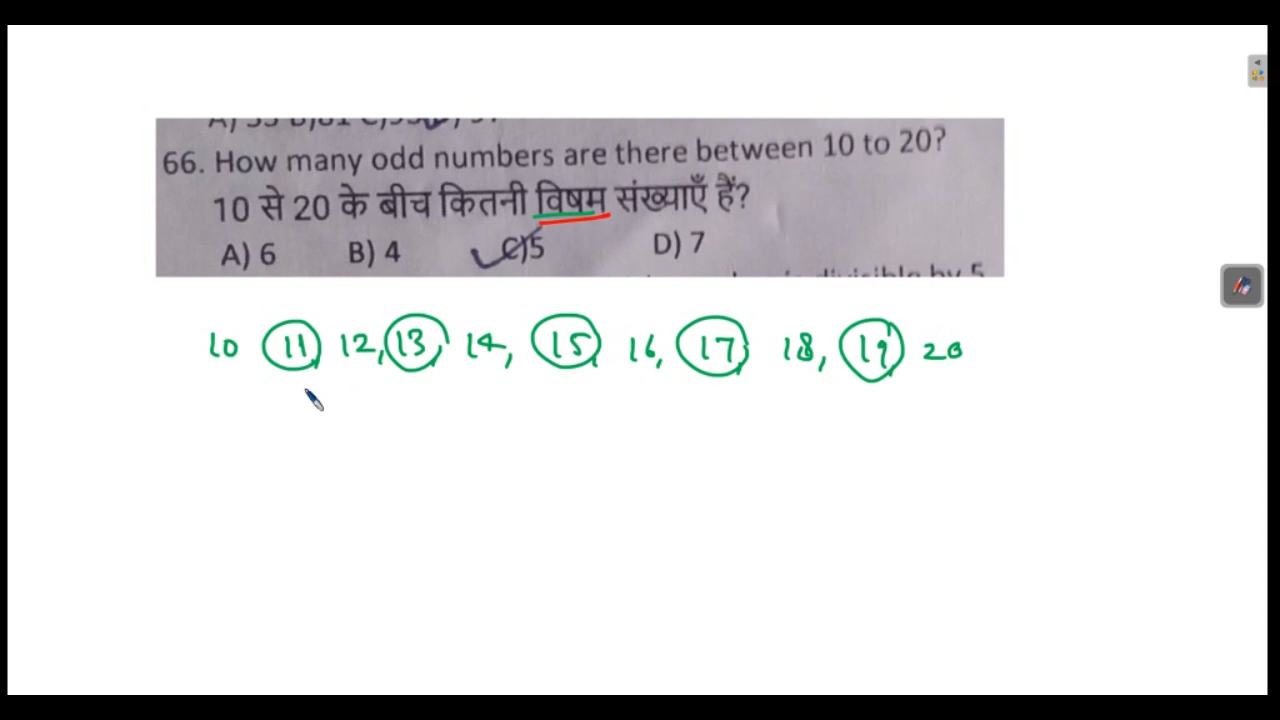 66. How many odd numbers are there between 10 to 20?
10 से 20 के बीच कितनी विषम संख्याएँ हैं?
A) 6 B) 4 C) 5 D) 7
10 11 12, 13, 14, 15, 16, 17, 18, 19, 20